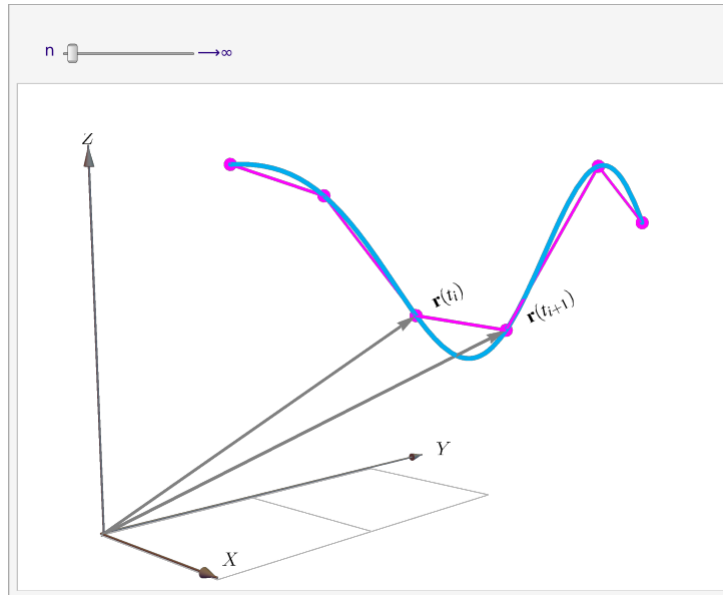 n ⟶∞
Z
r(tᵢ)
r(tᵢ₊₁)
Y
X